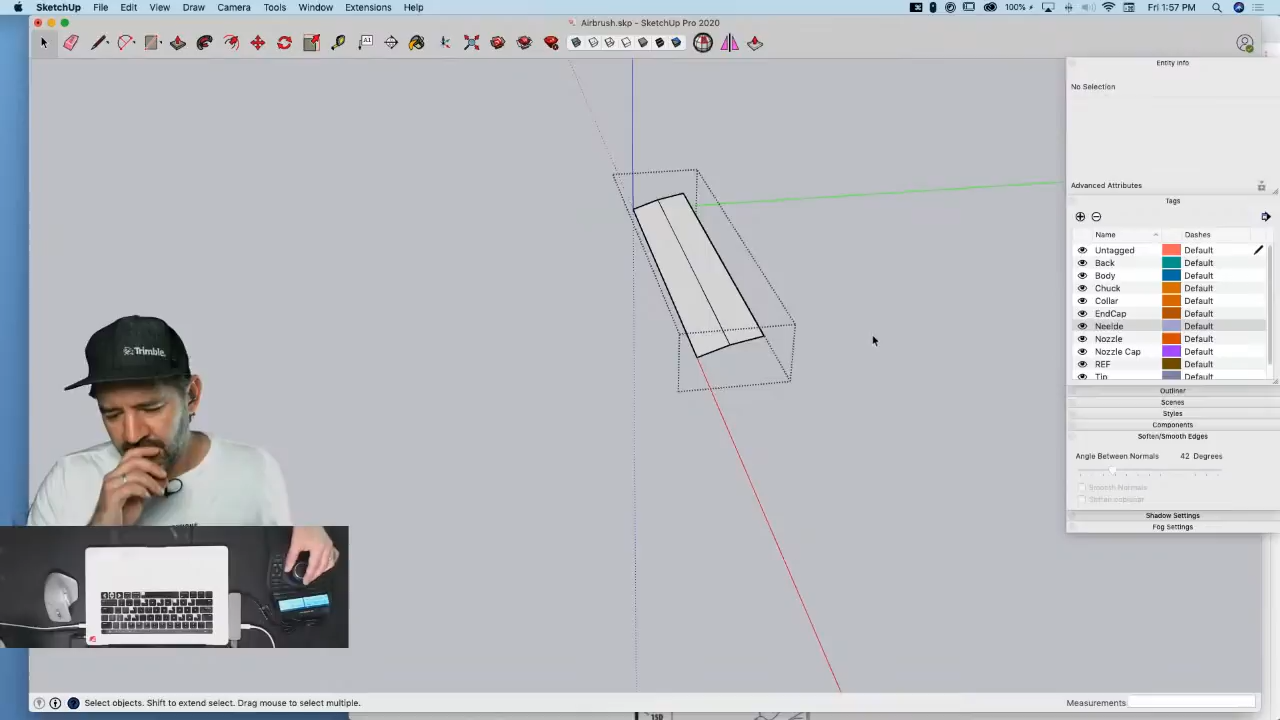 SketchUp File Edit View Draw Camera Tools Window Extensions Help
100% Fri 1:57 PM
Airbrush.skp - SketchUp Pro 2020
A1
Entity Info
No Selection
Advanced Attributes
Tags
Name Dashes
Untagged Default
Back Default
Body Default
Chuck Default
Collar Default
EndCap Default
Neelde Default
Nozzle Default
Nozzle Cap Default
REF Default
Tip Default
Outliner
Scenes
Styles
Components
Soften/Smooth Edges
Angle Between Normals 42 Degrees
Smooth Normals
Soften coplanar
Shadow Settings
Fog Settings
Trimble.
Select objects. Shift to extend select. Drag mouse to select multiple.
Measurements